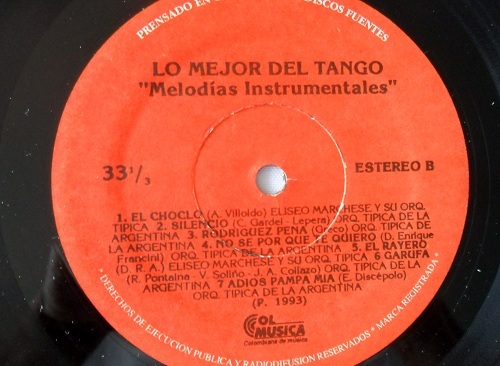 PRENSADO EN DISCOS FUENTES
LO MEJOR DEL TANGO
"Melodías Instrumentales"
33 1/3
ESTEREO B
1. EL CHOCLO (A. Villoldo) ELISEO MARCHESE Y SU ORQ.
TIPICA 2. SILENCIO (C. Gardel - Lepera) ORQ. TIPICA DE LA
ARGENTINA 3. RODRIGUEZ PENA (Greco) ORQ. TIPICA DE
LA ARGENTINA 4. NO SE POR QUE TE QUIERO (D. Enrique
Francini) ORQ. TIPICA DE LA ARGENTINA 5. EL RAYERO
(D. R. A.) ELISEO MARCHESE Y SU ORQ. TIPICA 6 GARUFA
(R. Fontaina - V. Soliño - J. A. Collazo) ORQ. TIPICA DE LA
ARGENTINA 7 ADIOS PAMPA MIA (E. Discépolo)
ORQ. TIPICA DE LA ARGENTINA
(P. 1993)
COL
MUSICA
Colombiana de música
* DERECHOS DE EJECUCION PUBLICA Y RADIODIFUSION RESERVADOS * MARCA REGISTRADA *